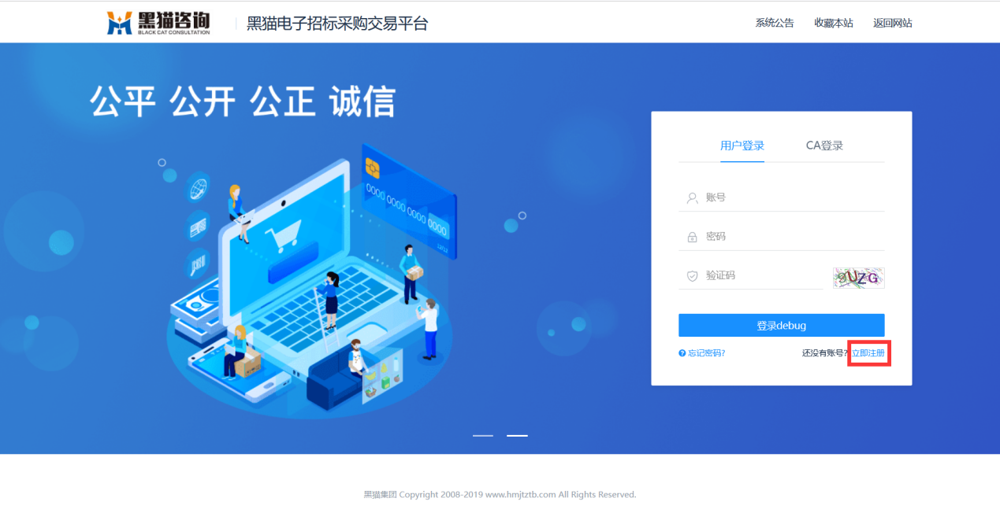 黑猫咨询
BLACK CAT CONSULTATION
黑猫电子招标采购交易平台
系统公告 收藏本站 返回网站
公平 公开 公正 诚信
0000 0000 0000 0000
用户登录 CA登录
账号
密码
验证码 9UZG
登录debug
忘记密码? 还没有账号? 立即注册
黑猫集团 Copyright 2008-2019 www.hmjtztb.com All Rights Reserved.